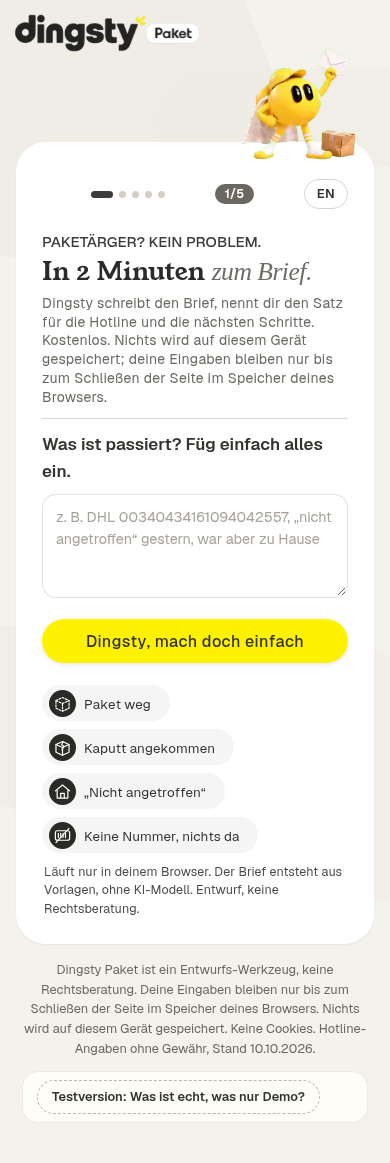 dingsty Paket
1/5 EN
PAKETÄRGER? KEIN PROBLEM.
In 2 Minuten zum Brief.
Dingsty schreibt den Brief, nennt dir den Satz
für die Hotline und die nächsten Schritte.
Kostenlos. Nichts wird auf diesem Gerät
gespeichert; deine Eingaben bleiben nur bis
zum Schließen der Seite im Speicher deines
Browsers.
Was ist passiert? Füg einfach alles
ein.
z. B. DHL 00340434161094042557, „nicht
angetroffen“ gestern, war aber zu Hause
Dingsty, mach doch einfach
Paket weg
Kaputt angekommen
„Nicht angetroffen“
Keine Nummer, nichts da
Läuft nur in deinem Browser. Der Brief entsteht aus
Vorlagen, ohne KI-Modell. Entwurf, keine
Rechtsberatung.
Dingsty Paket ist ein Entwurfs-Werkzeug, keine
Rechtsberatung. Deine Eingaben bleiben nur bis zum
Schließen der Seite im Speicher deines Browsers. Nichts
wird auf diesem Gerät gespeichert. Keine Cookies. Hotline-
Angaben ohne Gewähr, Stand 10.10.2026.
Testversion: Was ist echt, was nur Demo?